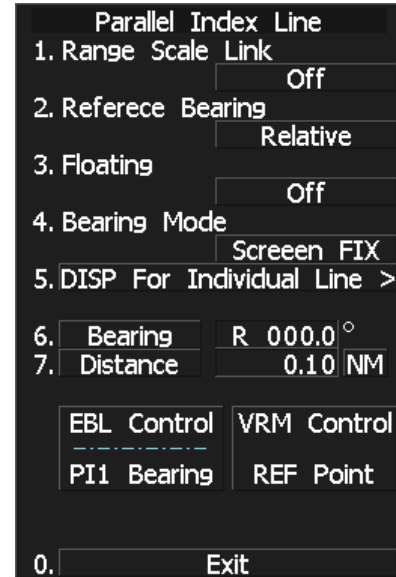 Parallel Index Line
1. Range Scale Link
Off
2. Referece Bearing
Relative
3. Floating
Off
4. Bearing Mode
Screeen FIX
5. DISP For Individual Line >
6. Bearing R 000.0°
7. Distance 0.10 NM
EBL Control VRM Control
PI1 Bearing REF Point
0. Exit